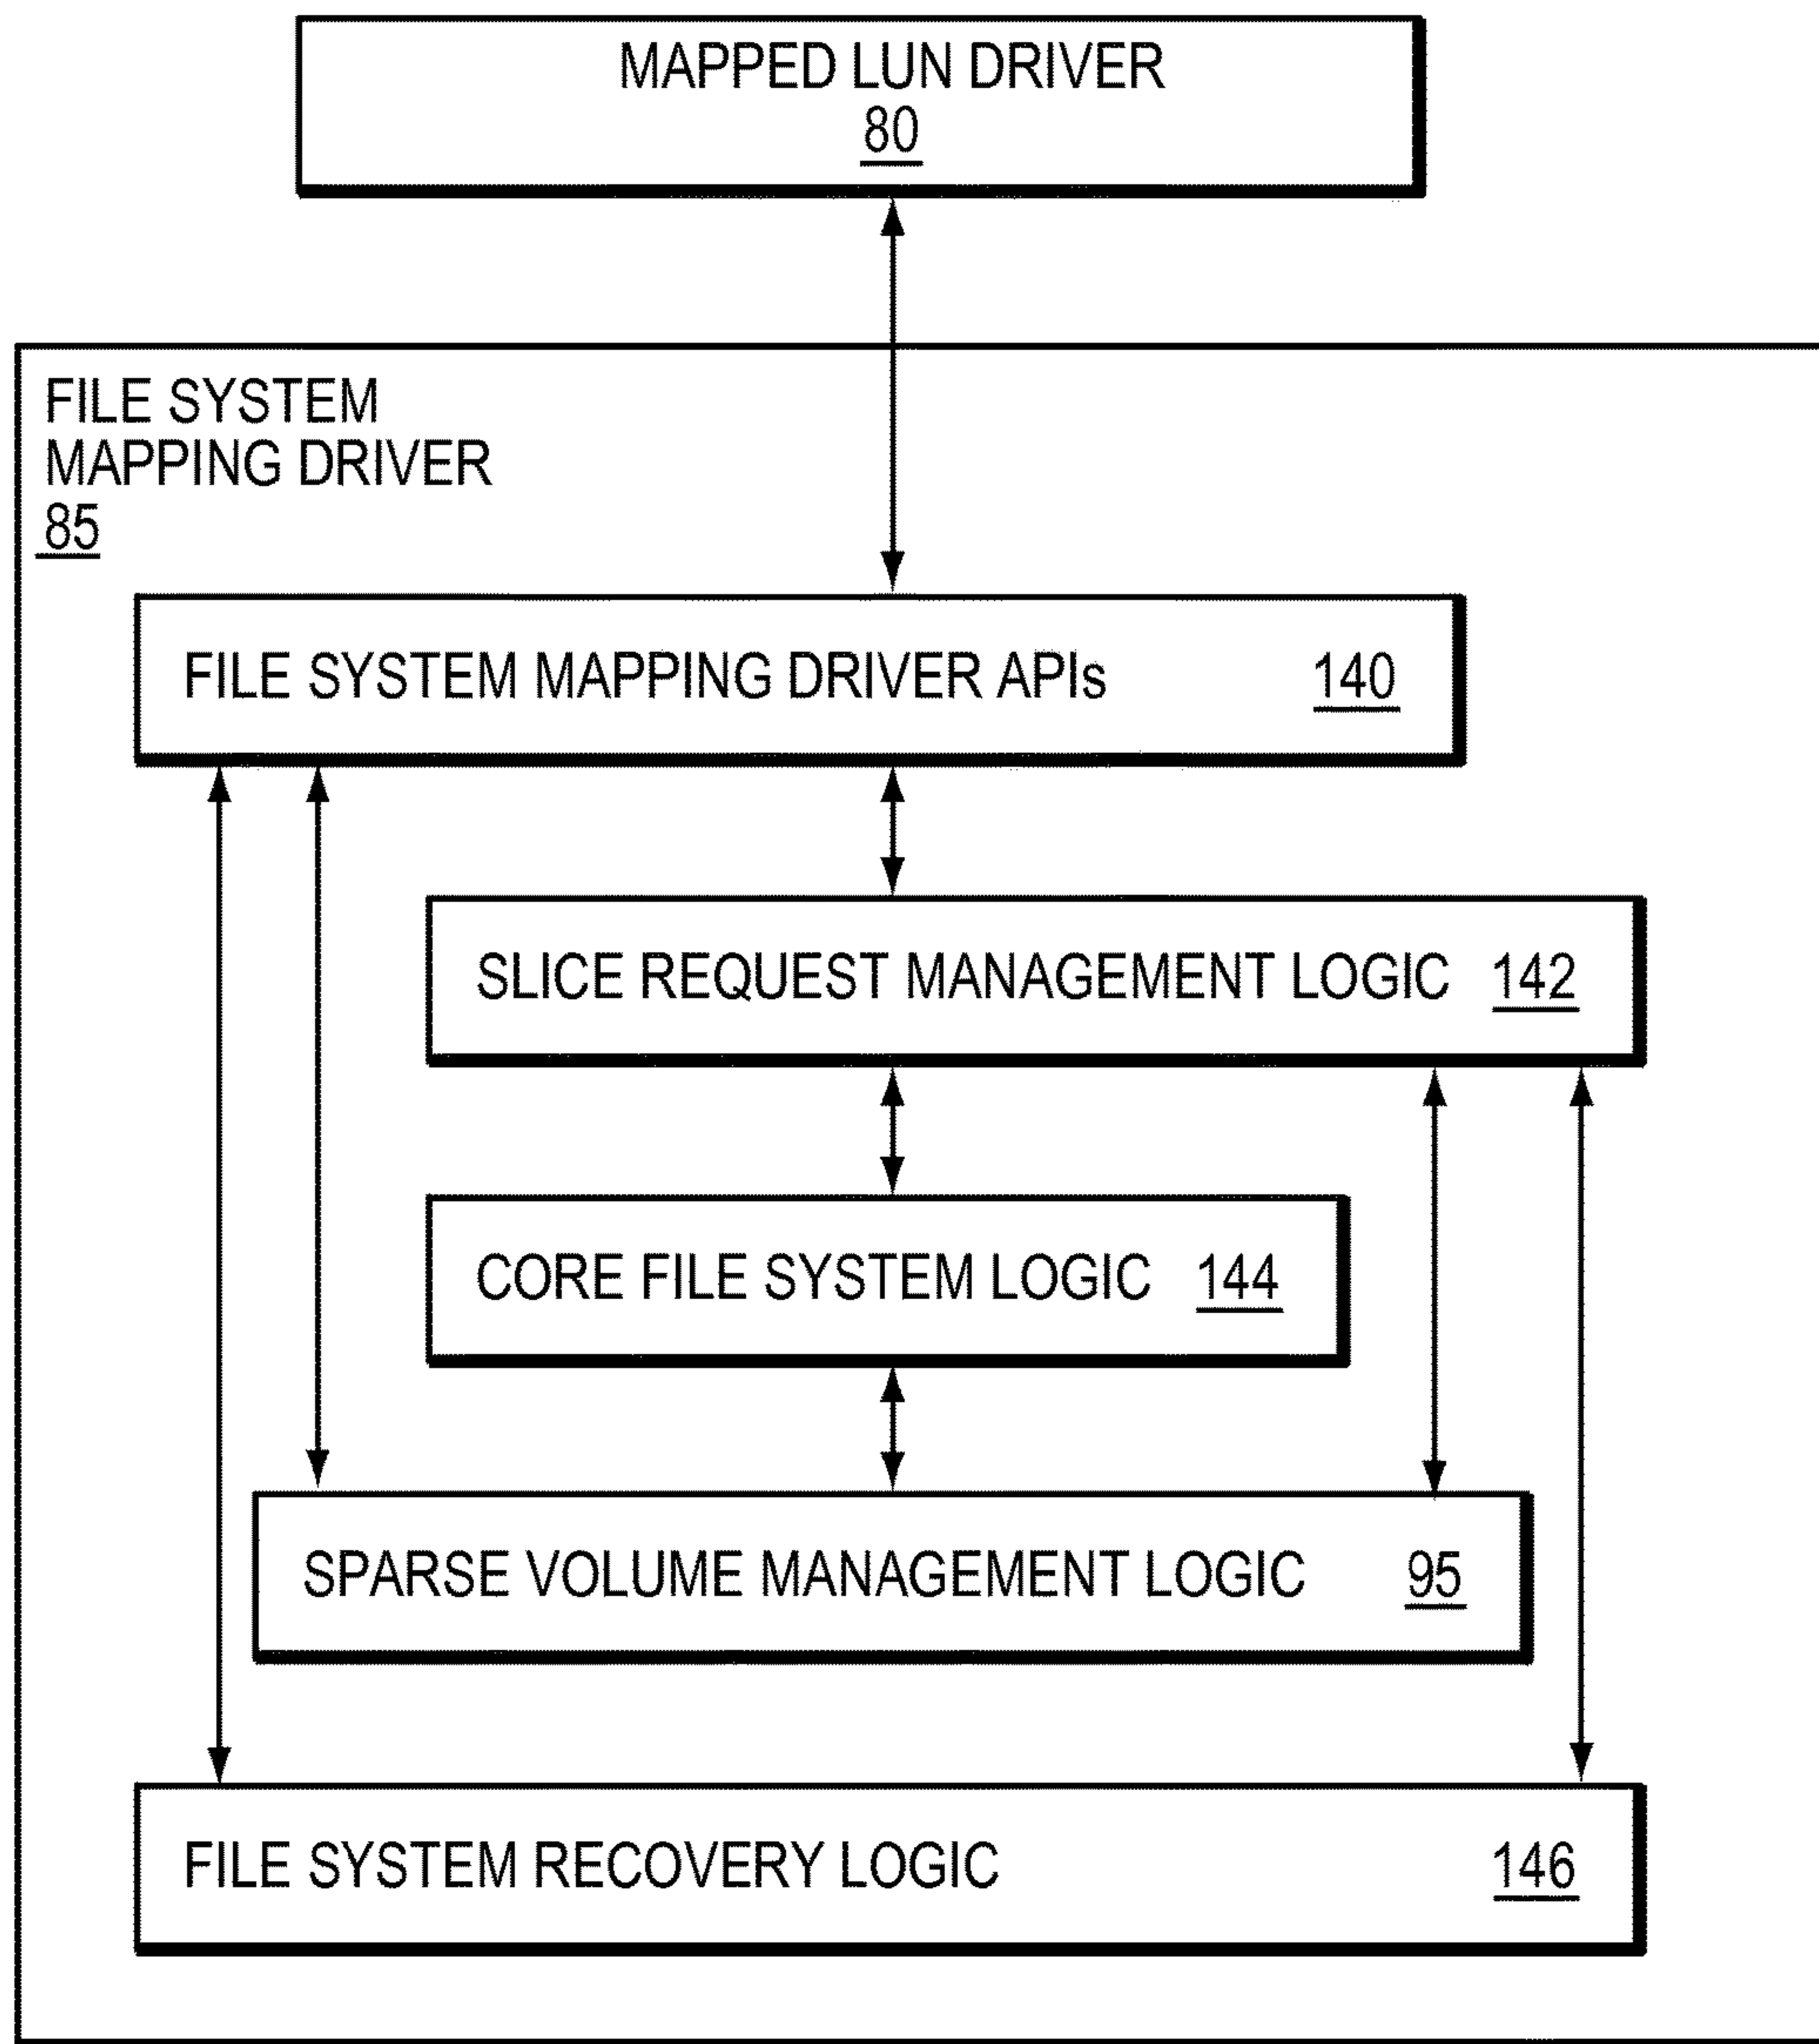 MAPPED LUN DRIVER
80
FILE SYSTEM
MAPPING DRIVER
85
FILE SYSTEM MAPPING DRIVER APIs 140
SLICE REQUEST MANAGEMENT LOGIC 142
CORE FILE SYSTEM LOGIC 144
SPARSE VOLUME MANAGEMENT LOGIC 95
FILE SYSTEM RECOVERY LOGIC 146